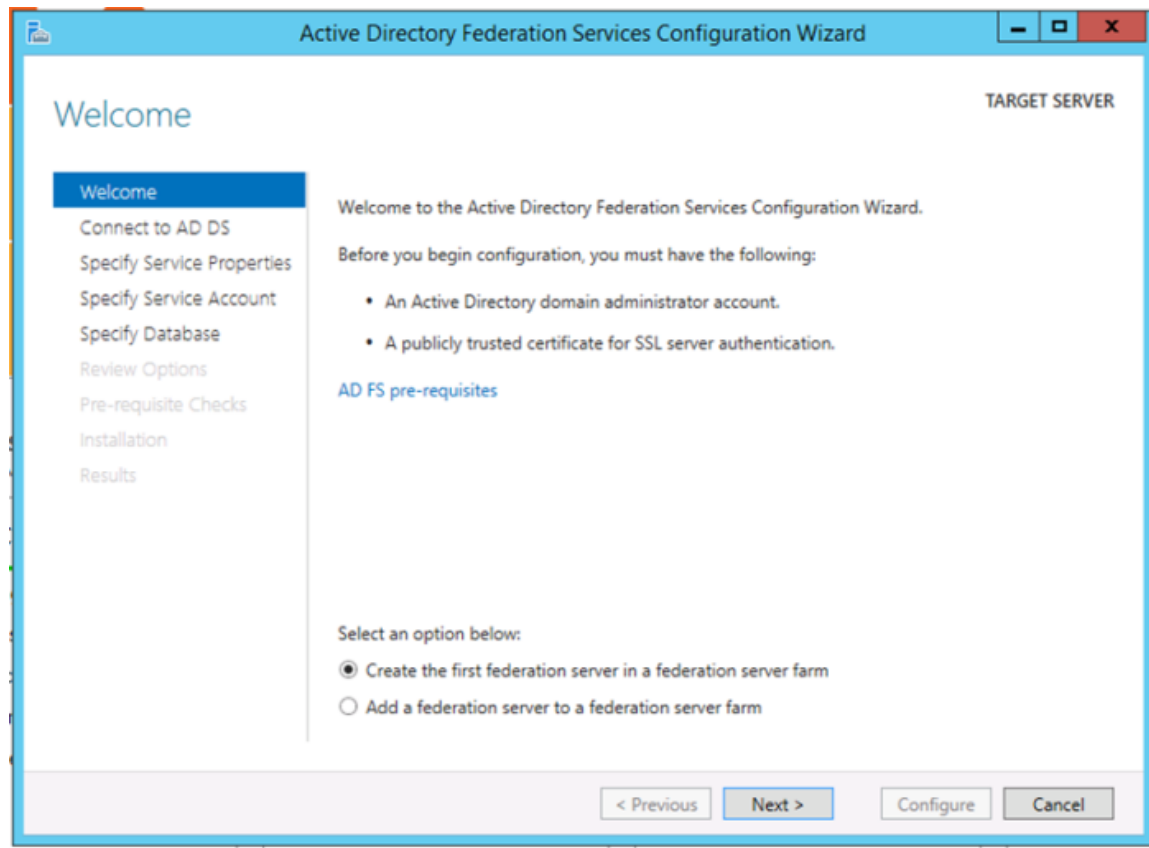 Active Directory Federation Services Configuration Wizard
Welcome
TARGET SERVER
Welcome
Connect to AD DS
Specify Service Properties
Specify Service Account
Specify Database
Review Options
Pre-requisite Checks
Installation
Results
Welcome to the Active Directory Federation Services Configuration Wizard.
Before you begin configuration, you must have the following:
• An Active Directory domain administrator account.
• A publicly trusted certificate for SSL server authentication.
AD FS pre-requisites
Select an option below:
Create the first federation server in a federation server farm
Add a federation server to a federation server farm
< Previous
Next >
Configure
Cancel